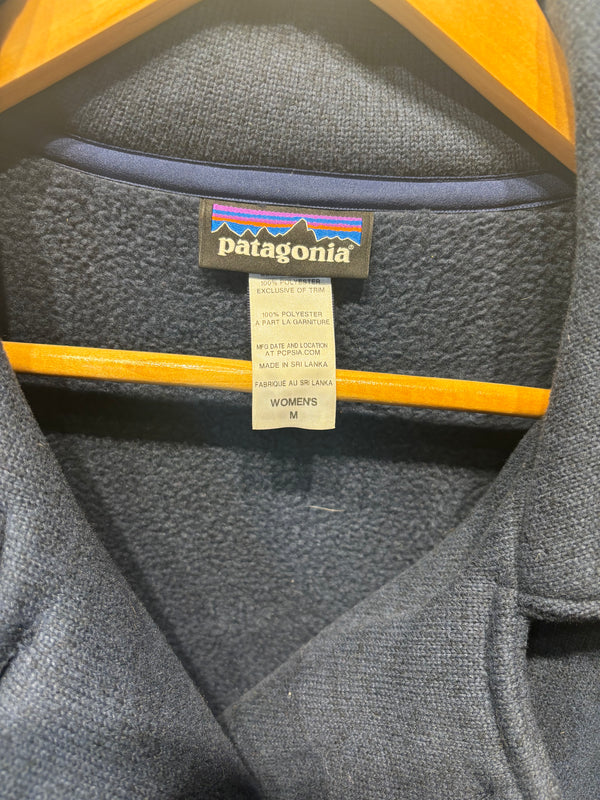 patagonia®
100% POLYESTER
EXCLUSIVE OF TRIM
100% POLYESTER
A PART LA GARNITURE
MFG DATE AND LOCATION
AT PCPSIA.COM
MADE IN SRI LANKA
FABRIQUE AU SRI LANKA
WOMEN'S
M